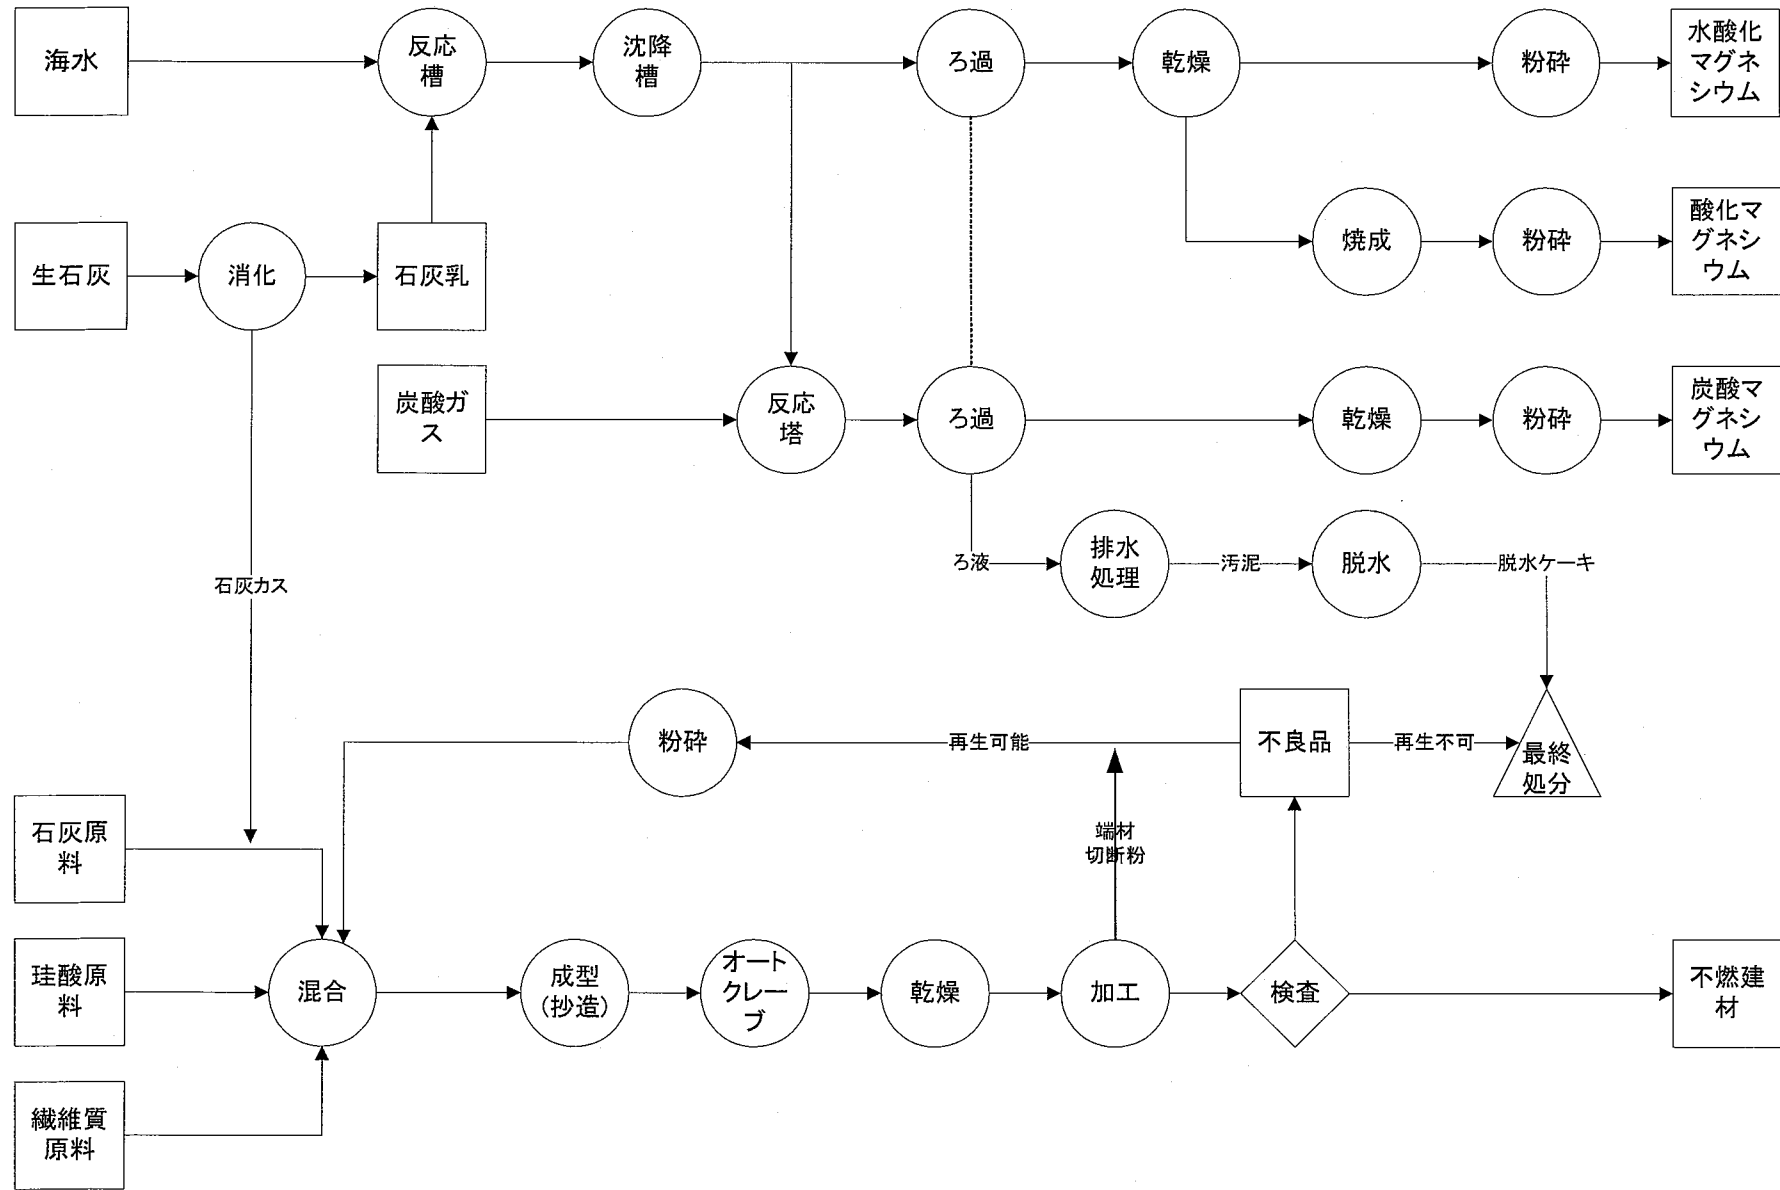 海水
反応
槽
沈降
槽
ろ過
乾燥
粉砕
水酸化
マグネ
シウム
焼成
粉砕
酸化マ
グネシ
ウム
生石灰
消化
石灰乳
炭酸ガ
ス
反応
塔
ろ過
乾燥
粉砕
炭酸マ
グネシ
ウム
ろ液
排水
処理
汚泥
脱水
脱水ケーキ
石灰カス
粉砕
再生可能
不良品
再生不可
最終
処分
石灰原
料
端材
切断粉
珪酸原
料
混合
成型
(抄造)
オート
クレー
ブ
乾燥
加工
検査
不燃建
材
繊維質
原料